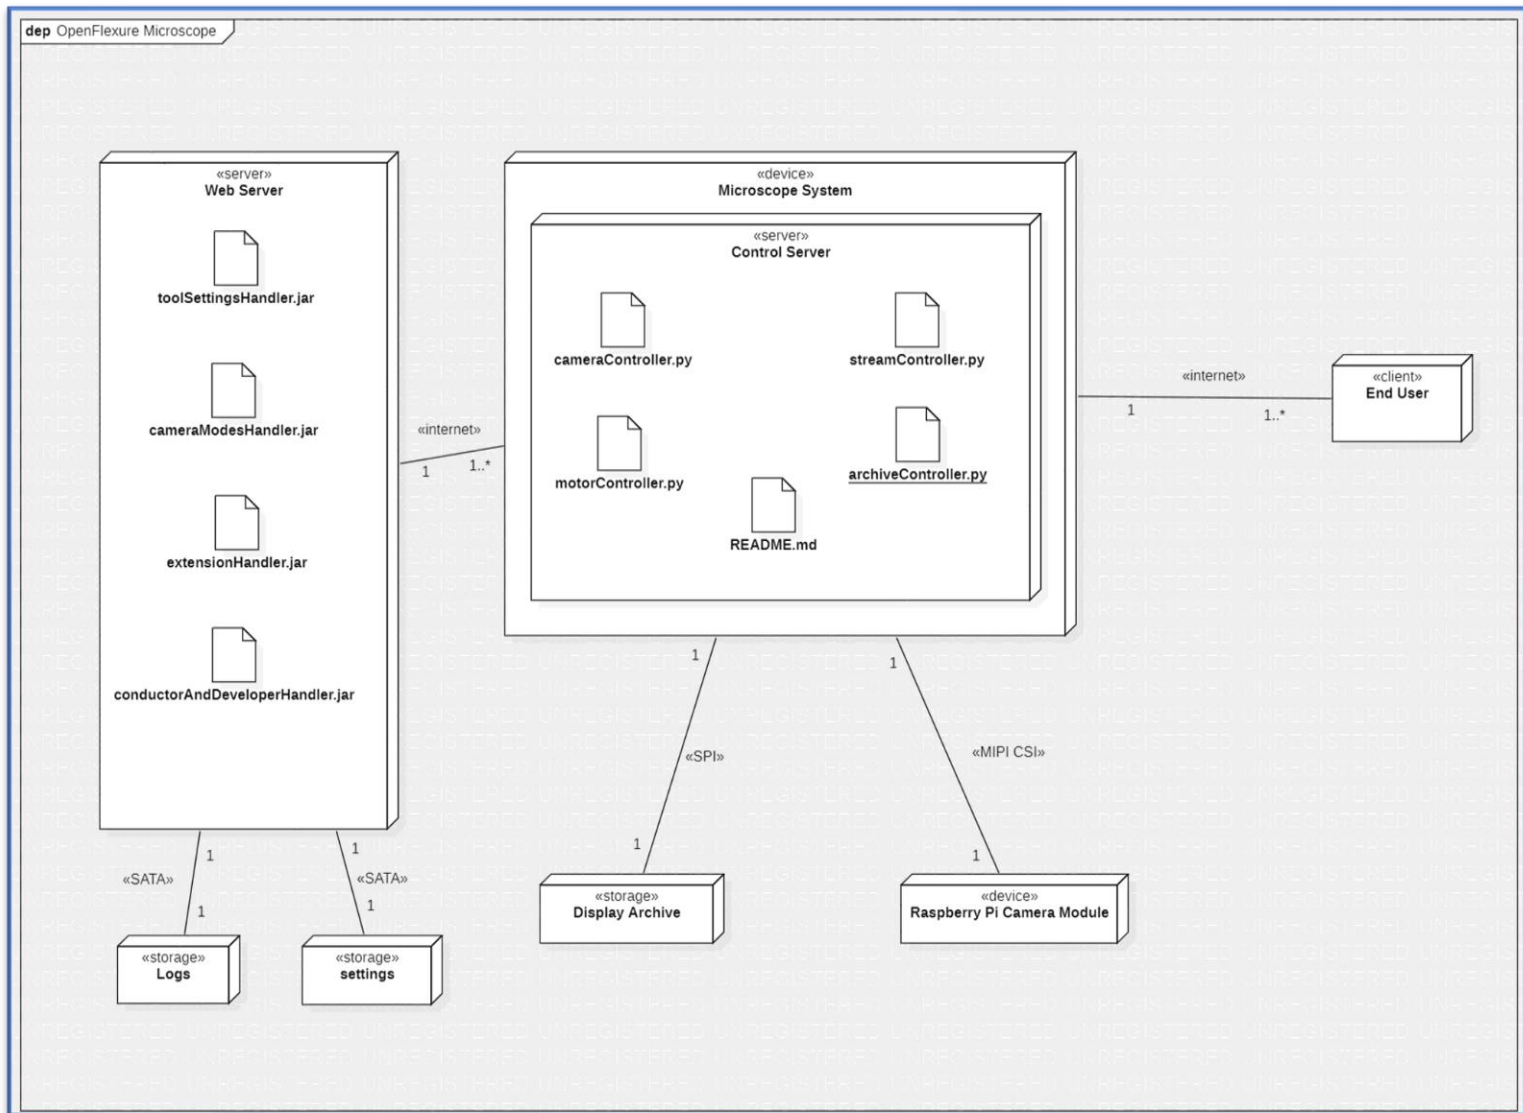 dep OpenFlexure Microscope
«server»
Web Server
toolSettingsHandler.jar
cameraModesHandler.jar
extensionHandler.jar
conductorAndDeveloperHandler.jar
«internet»
1
1..*
«device»
Microscope System
«server»
Control Server
cameraController.py
streamController.py
motorController.py
archiveController.py
README.md
«internet»
1
1..*
«client»
End User
1
«SATA»
1
«storage»
Logs
1
«SATA»
1
«storage»
settings
1
«SPI»
1
«storage»
Display Archive
1
«MIPI CSI»
1
«device»
Raspberry Pi Camera Module